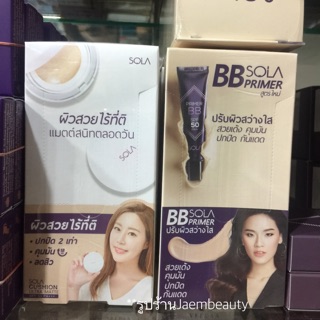 SOLA
ผิวสวยไร้ที่ติ
แมตต์สนิทตลอดวัน
SOLA
ผิวสวยไร้ที่ติ
ปกปิด 2 เท่า
คุมมัน
ลดสิว
SOLA
CUSHION
BB SOLA
PRIMER
สูตรใหม่
ปรับผิวสว่างใส
สวยเด้ง คุมมัน
ปกปิด กันแดด
BB
50
BB SOLA
PRIMER
ปรับผิวสว่างใส
สวยเด้ง
คุมมัน
ปกปิด
กันแดด
รูปร้านJaembeauty